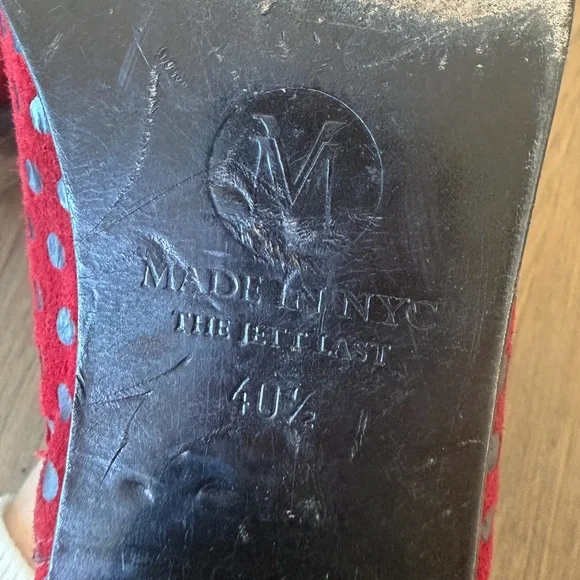 M
MADE IN NYC
THE JETT LAST
40½